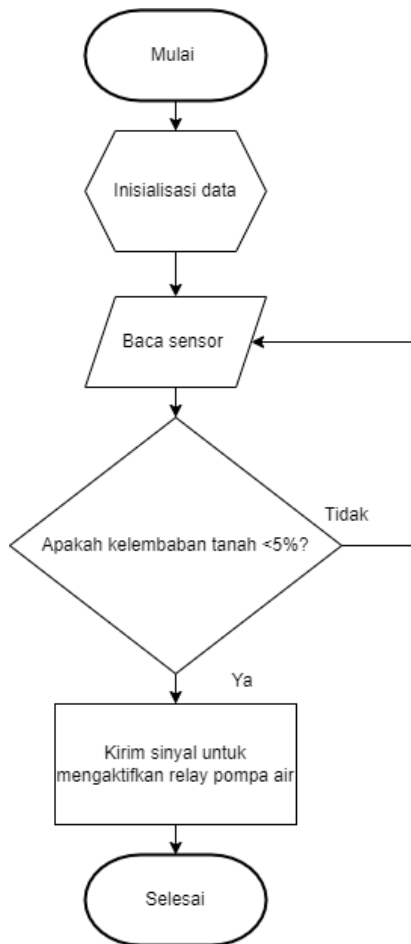 Mulai
Inisialisasi data
Baca sensor
Tidak
Apakah kelembaban tanah <5%?
Ya
Kirim sinyal untuk
mengaktifkan relay pompa air
Selesai